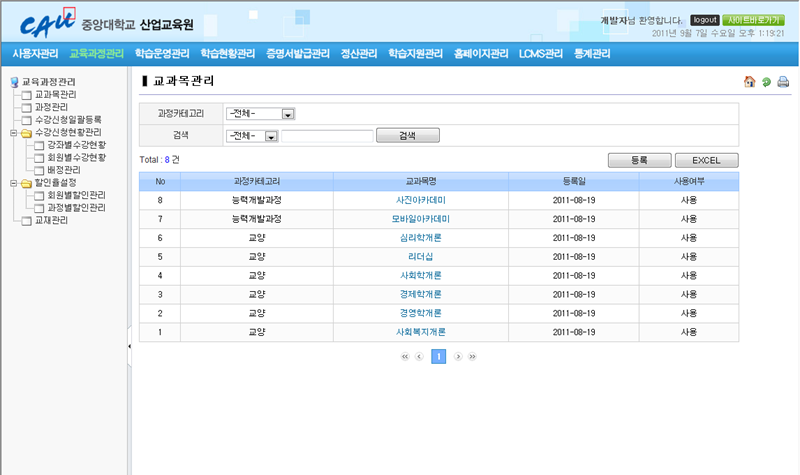 CAU 중앙대학교 산업교육원
개발자님 환영합니다. logout 사이트바로가기
2011년 9월 7일 수요일 오후 1:19:21
사용자관리 교육과정관리 학습운영관리 학습현황관리 증명서발급관리 정산관리 학습지원관리 홈페이지관리 LCMS관리 통계관리
교육과정관리
교과목관리
과정관리
수강신청일괄등록
수강신청현황관리
강좌별수강현황
회원별수강현황
배정관리
할인율설정
회원별할인관리
과정별할인관리
교재관리
교과목관리
과정카테고리 -전체-
검색 -전체- 검색
Total : 8 건 등록 EXCEL
No 과정카테고리 교과목명 등록일 사용여부
8 능력개발과정 사진아카데미 2011-08-19 사용
7 능력개발과정 모바일아카데미 2011-08-19 사용
6 교양 심리학개론 2011-08-19 사용
5 교양 리더십 2011-08-19 사용
4 교양 사회학개론 2011-08-19 사용
3 교양 경제학개론 2011-08-19 사용
2 교양 경영학개론 2011-08-19 사용
1 교양 사회복지개론 2011-08-19 사용
1